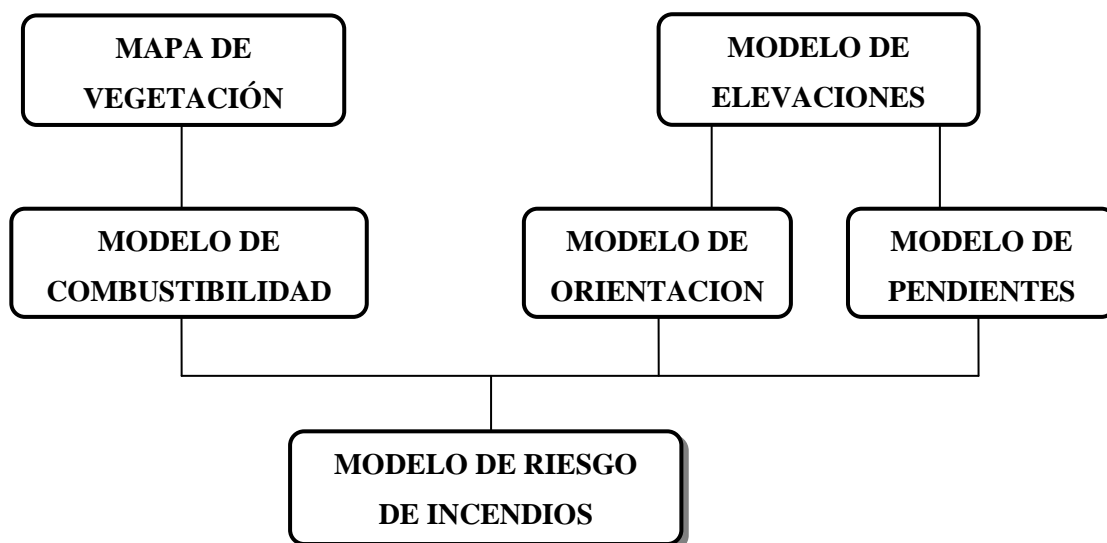 MAPA DE
VEGETACIÓN
MODELO DE
ELEVACIONES
MODELO DE
COMBUSTIBILIDAD
MODELO DE
ORIENTACION
MODELO DE
PENDIENTES
MODELO DE RIESGO
DE INCENDIOS